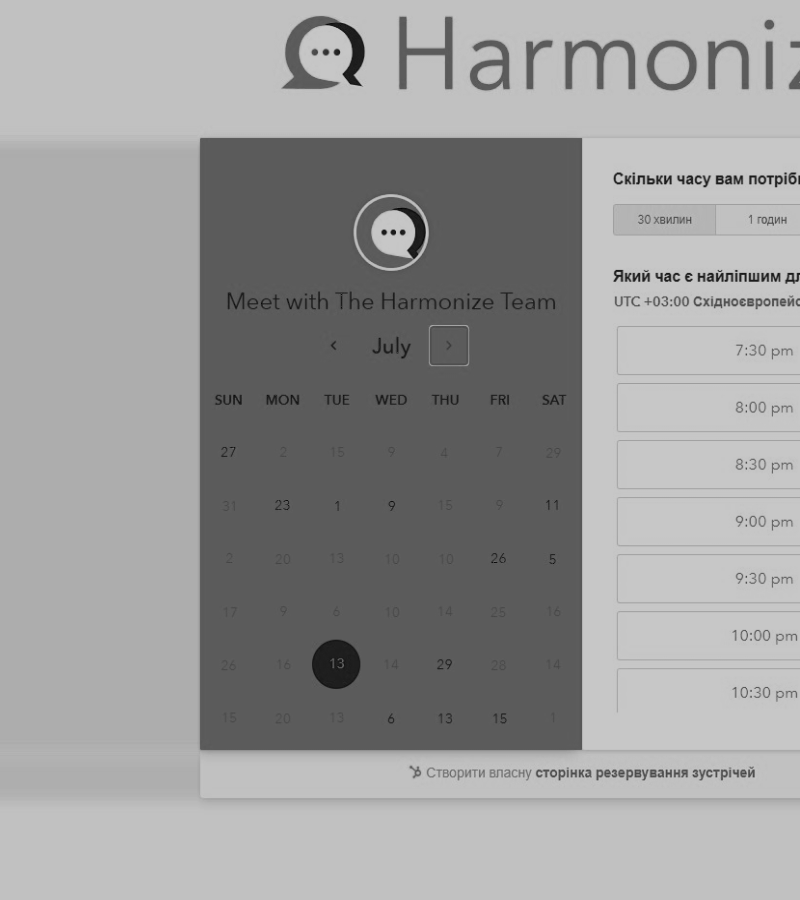 Harmoniz
Meet with The Harmonize Team
July
SUN MON TUE WED THU FRI SAT
27 2 15 9 4 7 29
31 23 1 9 15 9 11
2 20 13 10 10 26 5
17 9 6 10 14 25 16
26 16 13 14 29 28 14
15 20 13 6 13 15 1
Скільки часу вам потріб
30 хвилин 1 годин
Який час є найліпшим д
UTC +03:00 Східноєвропейс
7:30 pm
8:00 pm
8:30 pm
9:00 pm
9:30 pm
10:00 pm
10:30 pm
Створити власну сторінка резервування зустрічей